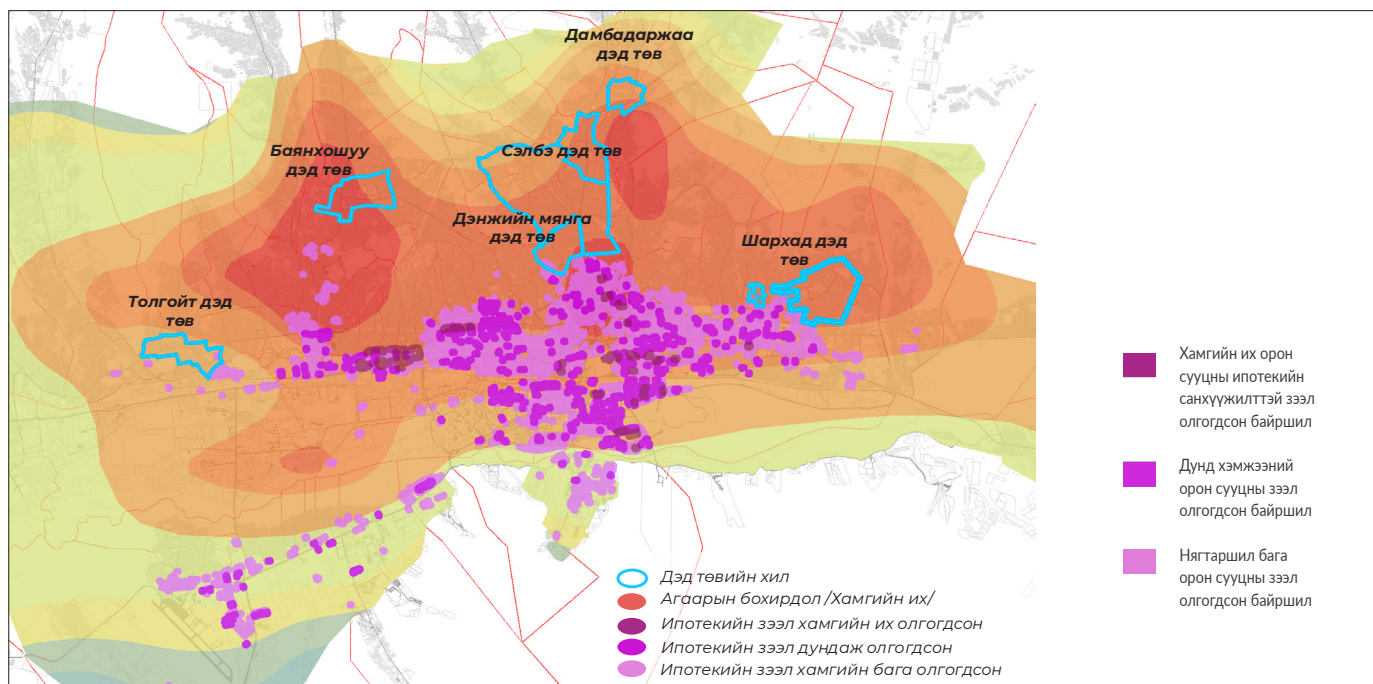 Дамбадаржаа
дэд төв
Баянхошуу
дэд төв
Сэлбэ дэд төв
Дэнжийн мянга
дэд төв
Шархад дэд
төв
Толгойт дэд
төв
Дэд төвийн хил
Агаарын бохирдол /Хамгийн их/
Ипотекийн зээл хамгийн их олгогдсон
Ипотекийн зээл дундаж олгогдсон
Ипотекийн зээл хамгийн бага олгогдсон
Хамгийн их орон
сууцны ипотекийн
санхүүжилттэй зээл
олгогдсон байршил
Дунд хэмжээний
орон сууцны зээл
олгогдсон байршил
Нягтаршил бага
орон сууцны зээл
олгогдсон байршил